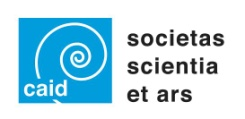 caid
societas
scientia
et ars